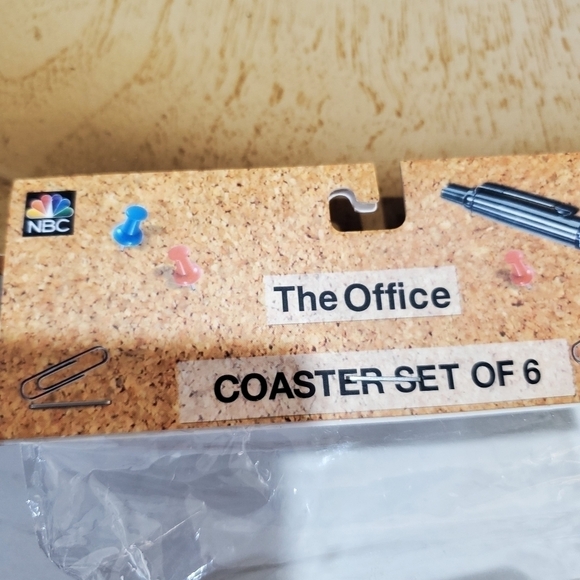 NBC
The Office
COASTER SET OF 6